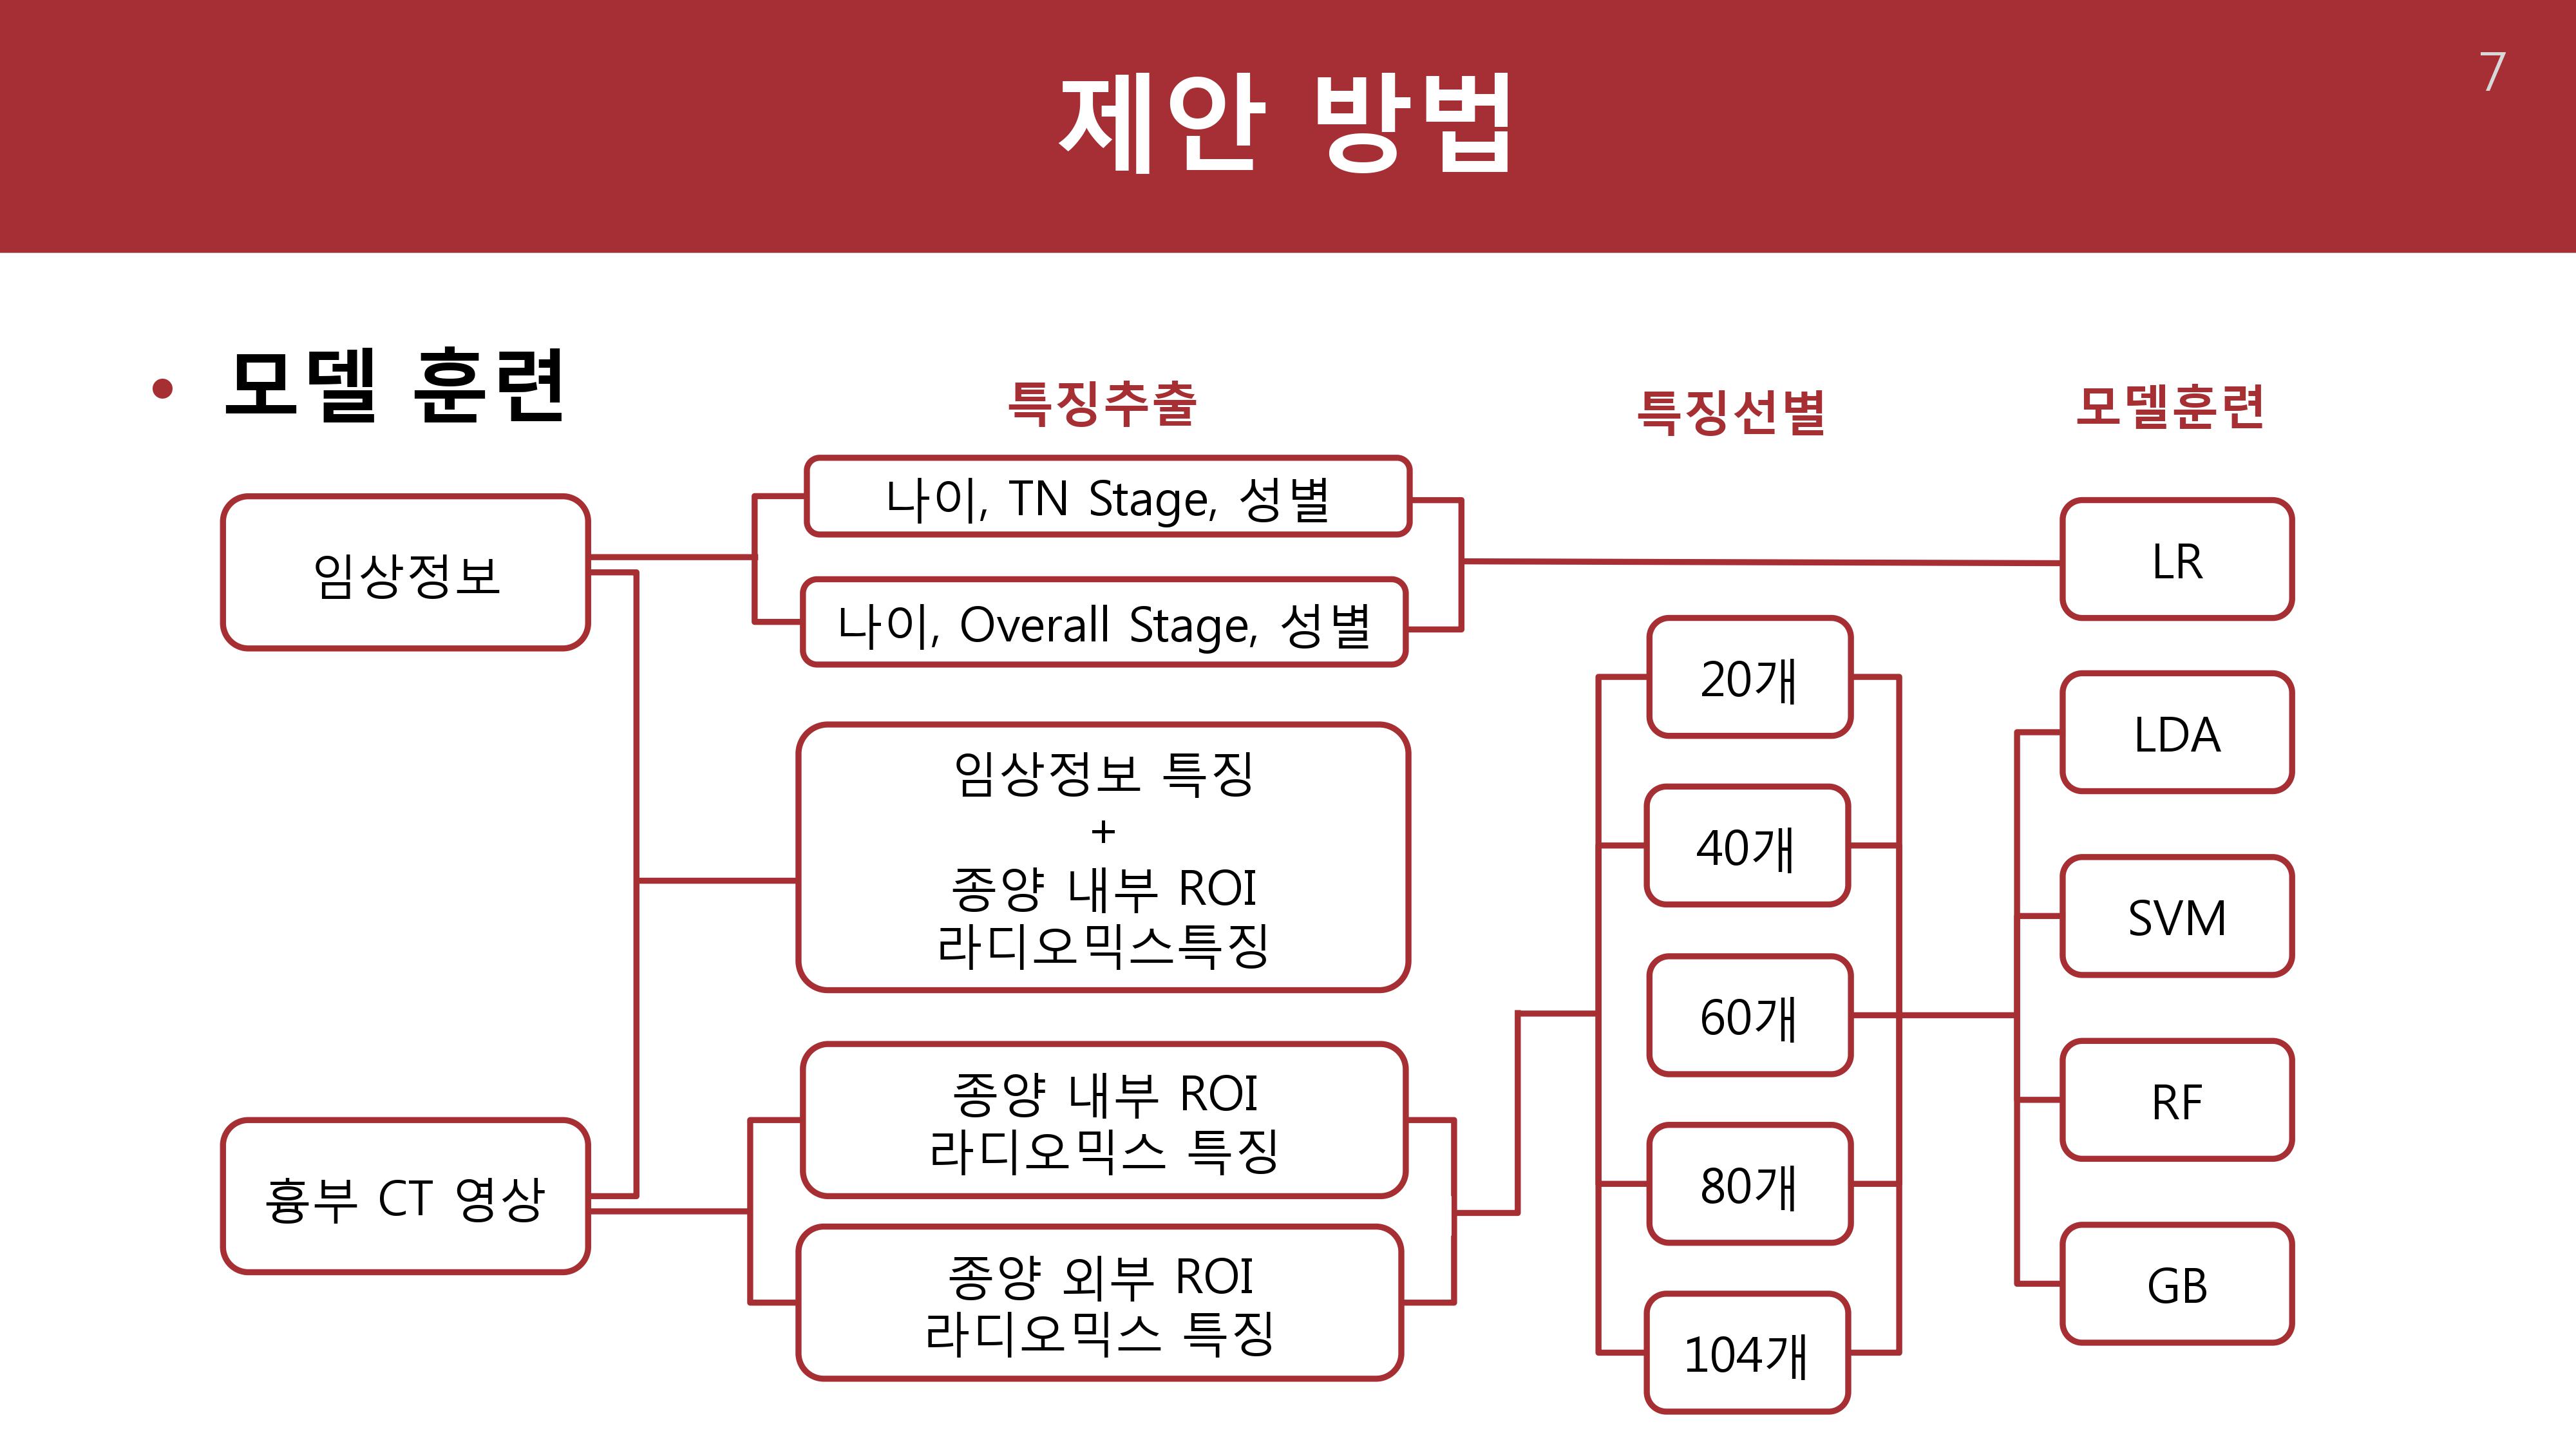 제안 방법
7
• 모델 훈련
특징추출
특징선별
모델훈련
임상정보
흉부 CT 영상
나이, TN Stage, 성별
나이, Overall Stage, 성별
임상정보 특징
+
종양 내부 ROI
라디오믹스특징
종양 내부 ROI
라디오믹스 특징
종양 외부 ROI
라디오믹스 특징
20개
40개
60개
80개
104개
LR
LDA
SVM
RF
GB